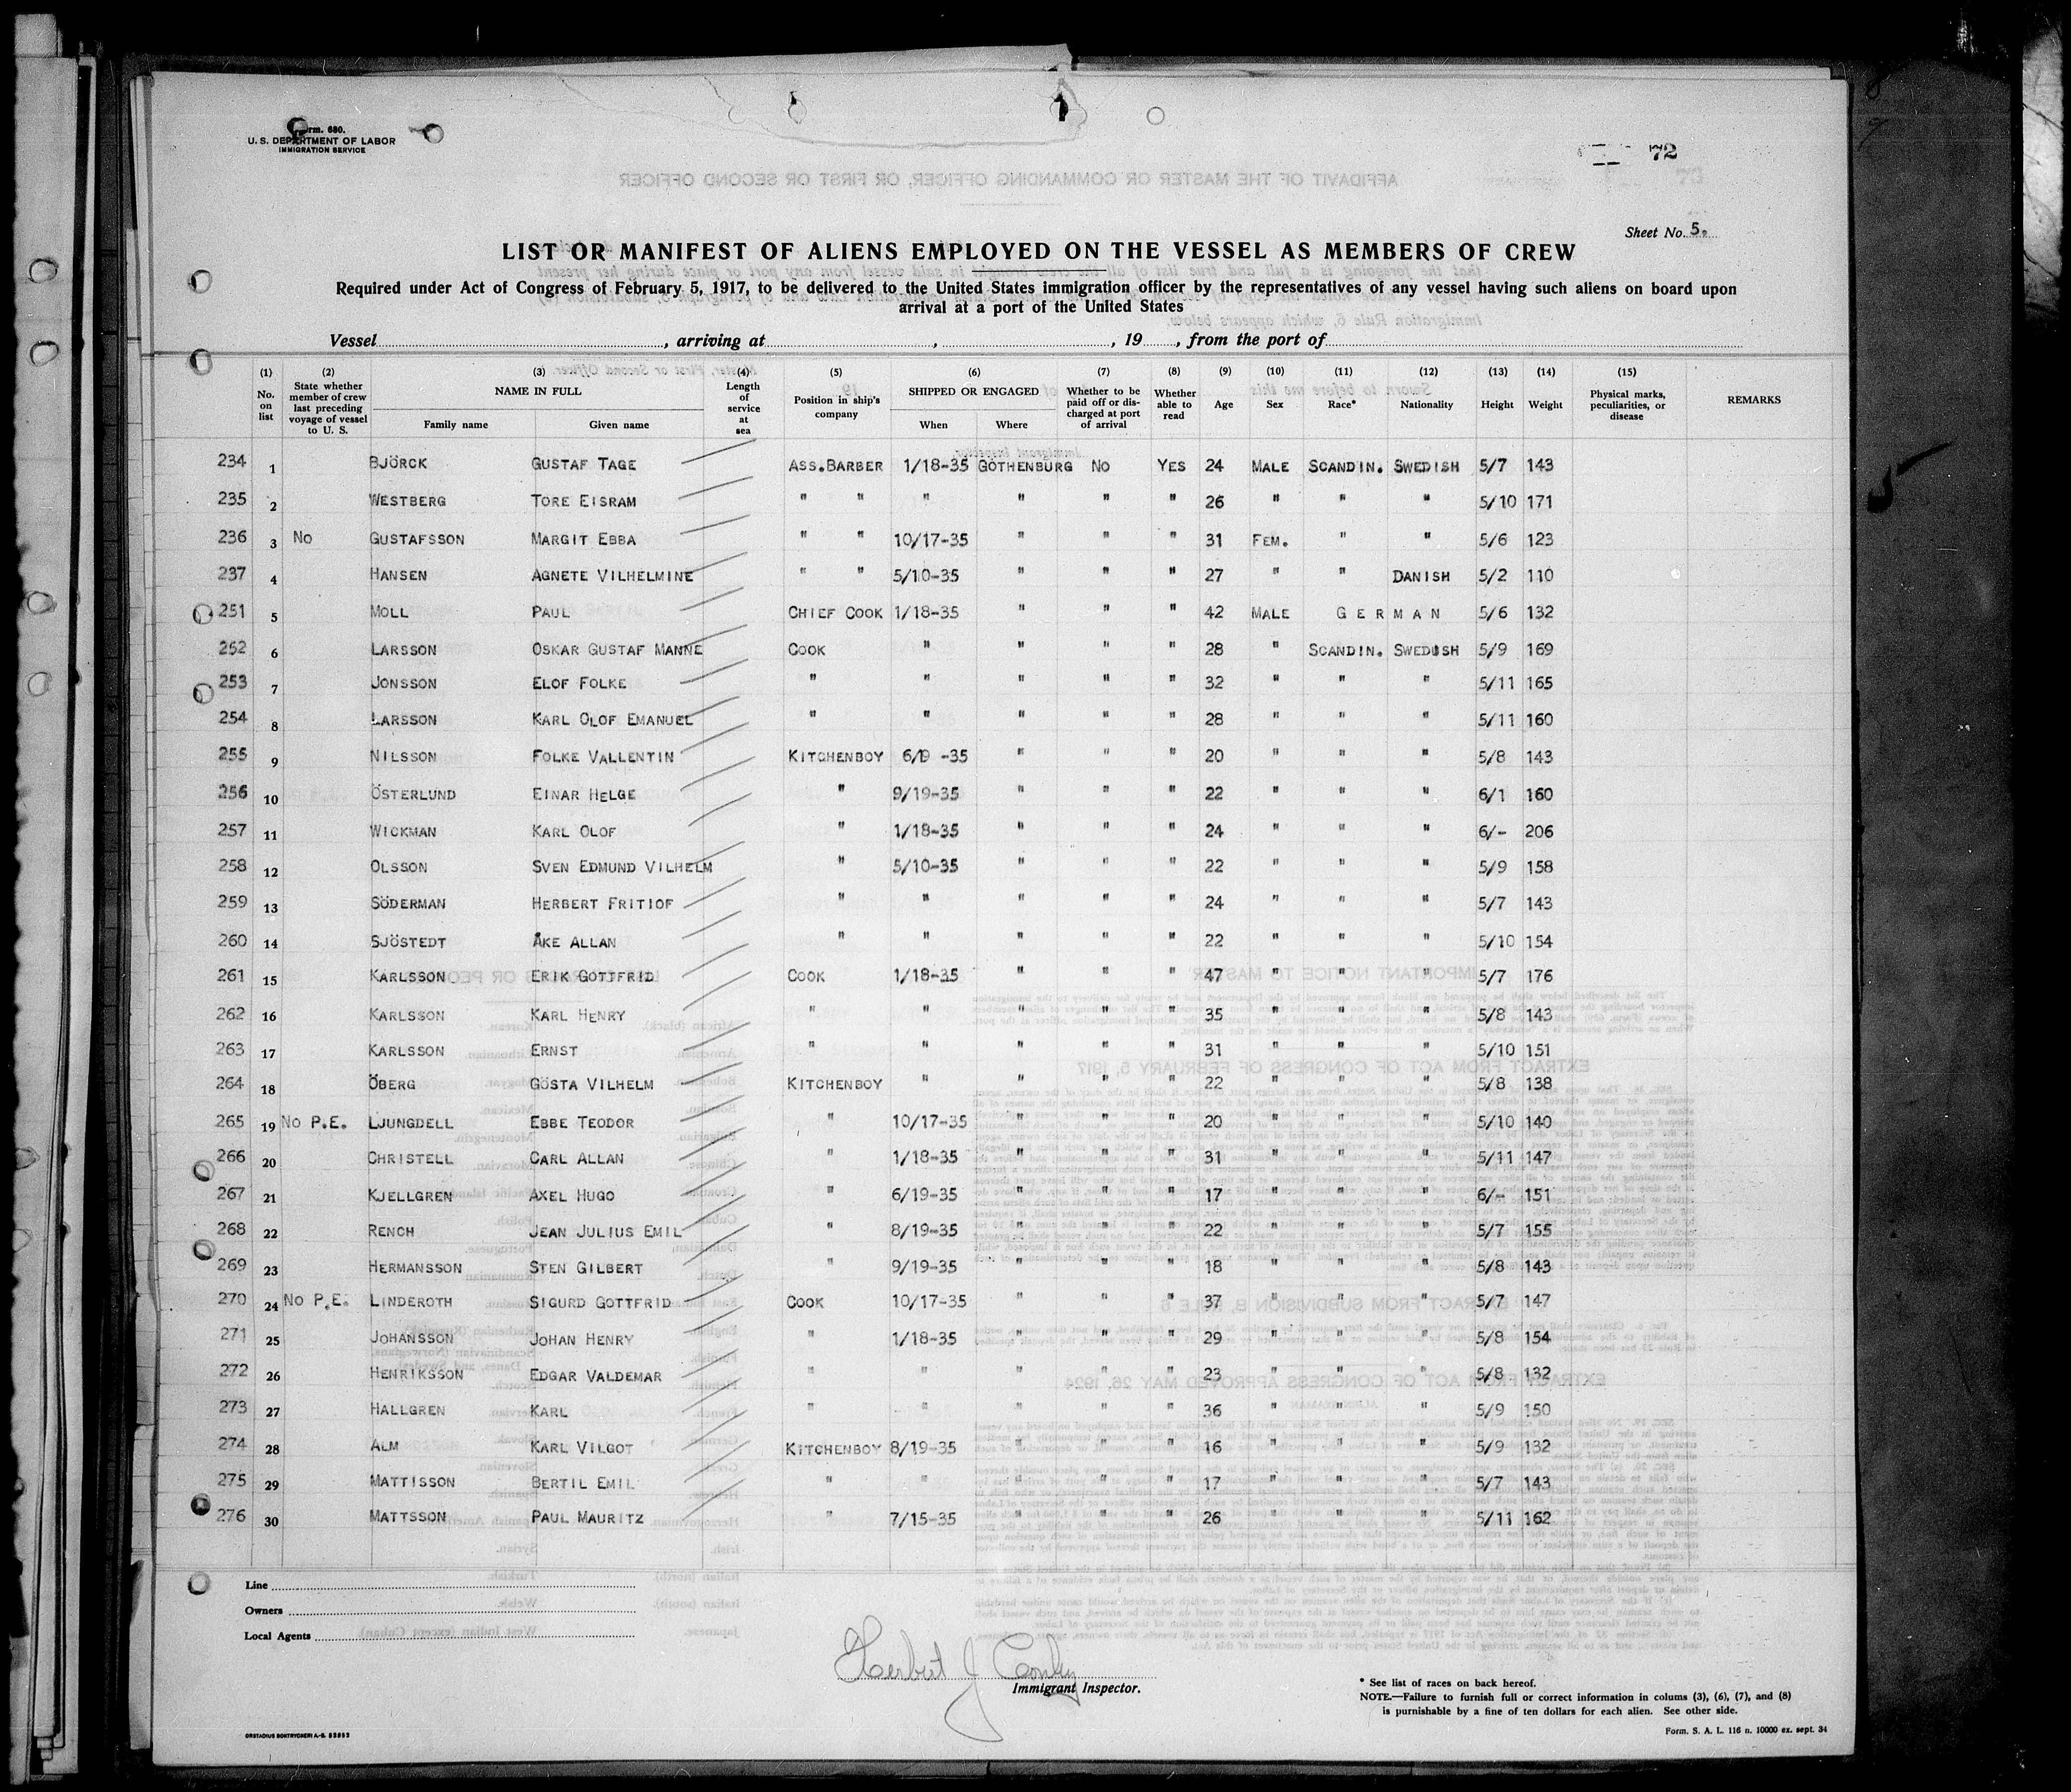 Form. 680.
U. S. DEPARTMENT OF LABOR
IMMIGRATION SERVICE
72
Sheet No. 5.
LIST OR MANIFEST OF ALIENS EMPLOYED ON THE VESSEL AS MEMBERS OF CREW
Required under Act of Congress of February 5, 1917, to be delivered to the United States immigration officer by the representatives of any vessel having such aliens on board upon
arrival at a port of the United States
Vessel , arriving at , , 19 , from the port of
(1) No. on list (2) State whether member of crew last preceding voyage of vessel to U. S. (3) NAME IN FULL Family name Given name (4) Length of service at sea (5) Position in ship's company (6) SHIPPED OR ENGAGED When Where (7) Whether to be paid off or discharged at port of arrival (8) Whether able to read (9) Age (10) Sex (11) Race* (12) Nationality (13) Height (14) Weight (15) Physical marks, peculiarities, or disease REMARKS
234 1 BJÖRCK GUSTAF TAGE ASS.BARBER 1/18-35 GOTHENBURG NO YES 24 MALE SCANDIN. SWEDISH 5/7 143
235 2 WESTBERG TORE EISRAM " " " " " " 26 " " " 5/10 171
236 3 NO GUSTAFSSON MARGIT EBBA " " 10/17-35 " " " 31 FEM. " " 5/6 123
237 4 HANSEN AGNETE VILHELMINE " " 5/10-35 " " " 27 " " DANISH 5/2 110
251 5 MOLL PAUL CHIEF COOK 1/18-35 " " " 42 MALE G E R M A N 5/6 132
252 6 LARSSON OSKAR GUSTAF MANNE COOK " " " " 28 " SCANDIN. SWEDISH 5/9 169
253 7 JONSSON ELOF FOLKE " " " " " 32 " " " 5/11 165
254 8 LARSSON KARL OLOF EMANUEL " " " " " 28 " " " 5/11 160
255 9 NILSSON FOLKE VALLENTIN KITCHENBOY 6/9 -35 " " " 20 " " " 5/8 143
256 10 ÖSTERLUND EINAR HELGE " 9/19-35 " " " 22 " " " 6/1 160
257 11 WICKMAN KARL OLOF " 1/18-35 " " " 24 " " " 6/- 206
258 12 OLSSON SVEN EDMUND VILHELM " 5/10-35 " " " 22 " " " 5/9 158
259 13 SÖDERMAN HERBERT FRITIOF " " " " " 24 " " " 5/7 143
260 14 SJÖSTEDT ÅKE ALLAN " " " " " 22 " " " 5/10 154
261 15 KARLSSON ERIK GOTTFRID COOK 1/18-35 " " " 47 " " " 5/7 176
262 16 KARLSSON KARL HENRY " " " " " 35 " " " 5/8 143
263 17 KARLSSON ERNST " " " " " 31 " " " 5/10 151
264 18 ÖBERG GÖSTA VILHELM KITCHENBOY " " " " 22 " " " 5/8 138
265 19 NO P.E. LJUNGDELL EBBE TEODOR " 10/17-35 " " " 20 " " " 5/10 140
266 20 CHRISTELL CARL ALLAN " 1/18-35 " " " 31 " " " 5/11 147
267 21 KJELLGREN AXEL HUGO " 6/19-35 " " " 17 " " " 6/- 151
268 22 RENCH JEAN JULIUS EMIL " 8/19-35 " " " 22 " " " 5/7 155
269 23 HERMANSSON STEN GILBERT " 9/19-35 " " " 18 " " " 5/8 143
270 24 NO P.E. LINDEROTH SIGURD GOTTFRID COOK 10/17-35 " " " 37 " " " 5/7 147
271 25 JOHANSSON JOHAN HENRY " 1/18-35 " " " 29 " " " 5/8 154
272 26 HENRIKSSON EDGAR VALDEMAR " " " " " 23 " " " 5/8 132
273 27 HALLGREN KARL " " " " " 36 " " " 5/9 150
274 28 ALM KARL VILGOT KITCHENBOY 8/19-35 " " " 16 " " " 5/9 132
275 29 MATTISSON BERTIL EMIL " " " " " 17 " " " 5/7 143
276 30 MATTSSON PAUL MAURITZ " 7/15-35 " " " 26 " " " 5/11 162
Line
Owners
Local Agents
Herbert J Conley
Immigrant Inspector.
* See list of races on back hereof.
NOTE.—Failure to furnish full or correct information in colums (3), (6), (7), and (8)
is punishable by a fine of ten dollars for each alien. See other side.
Form. S. A. L. 116 n. 10000 ex. sept. 34